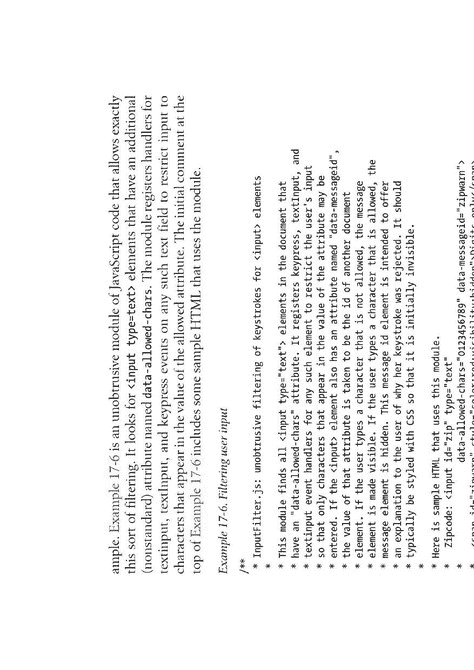 ample. Example 17-6 is an unobtrusive module of JavaScript code that allows exactly
this sort of filtering. It looks for <input type=text> elements that have an additional
(nonstandard) attribute named data-allowed-chars. The module registers handlers for
textinput, textInput, and keypress events on any such text field to restrict input to
characters that appear in the value of the allowed attribute. The initial comment at the
top of Example 17-6 includes some sample HTML that uses the module.
Example 17-6. Filtering user input
/**
* InputFilter.js: unobtrusive filtering of keystrokes for <input> elements
*
* This module finds all <input type="text"> elements in the document that
* have an "data-allowed-chars" attribute. It registers keypress, textInput, and
* textinput event handlers for any such element to restrict the user's input
* so that only characters that appear in the value of the attribute may be
* entered. If the <input> element also has an attribute named "data-messageid",
* the value of that attribute is taken to be the id of another document
* element. If the user types a character that is not allowed, the message
* element is made visible. If the user types a character that is allowed, the
* message element is hidden. This message id element is intended to offer
* an explanation to the user of why her keystroke was rejected. It should
* typically be styled with CSS so that it is initially invisible.
*
* Here is sample HTML that uses this module.
* Zipcode: <input id="zip" type="text"
* data-allowed-chars="0123456789" data-messageid="zipwarn">